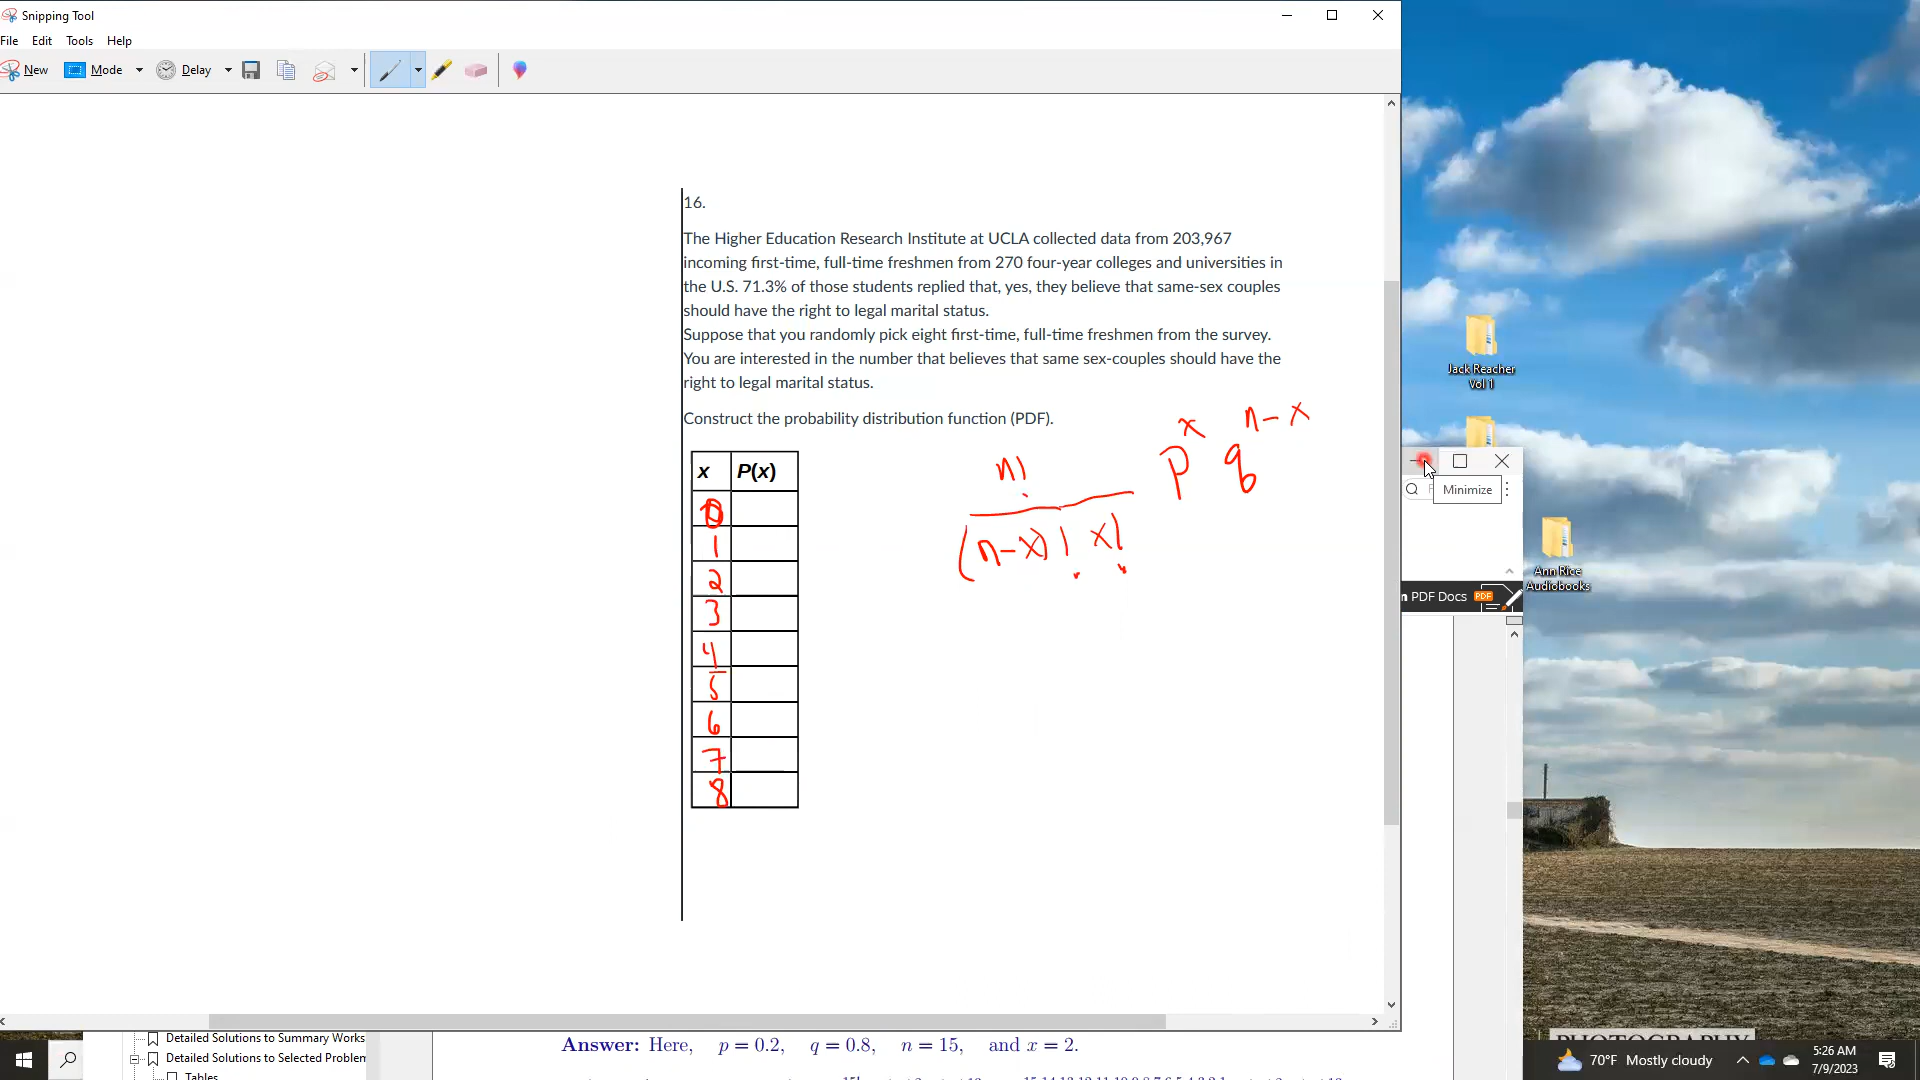 Snipping Tool
File Edit Tools Help
New Mode Delay
16.
The Higher Education Research Institute at UCLA collected data from 203,967
incoming first-time, full-time freshmen from 270 four-year colleges and universities in
the U.S. 71.3% of those students replied that, yes, they believe that same-sex couples
should have the right to legal marital status.
Suppose that you randomly pick eight first-time, full-time freshmen from the survey.
You are interested in the number that believes that same sex-couples should have the
right to legal marital status.
Construct the probability distribution function (PDF).
x P(x)
0
1
2
3
4
5
6
7
8
n!
(n-x)! x!
p^x q^(n-x)
Jack Reacher
Vol 1
Minimize
Ann Rice
Audiobooks
PDF Docs PDF
Detailed Solutions to Summary Works
Detailed Solutions to Selected Problem
Tables
Answer: Here, p = 0.2, q = 0.8, n = 15, and x = 2.
PHOTOGRAPHY
70°F Mostly cloudy
5:26 AM
7/9/2023